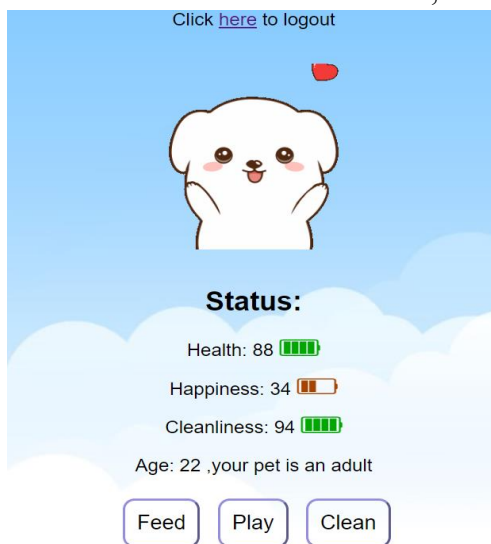 Click here to logout
Status:
Health: 88
Happiness: 34
Cleanliness: 94
Age: 22 ,your pet is an adult
Feed Play Clean